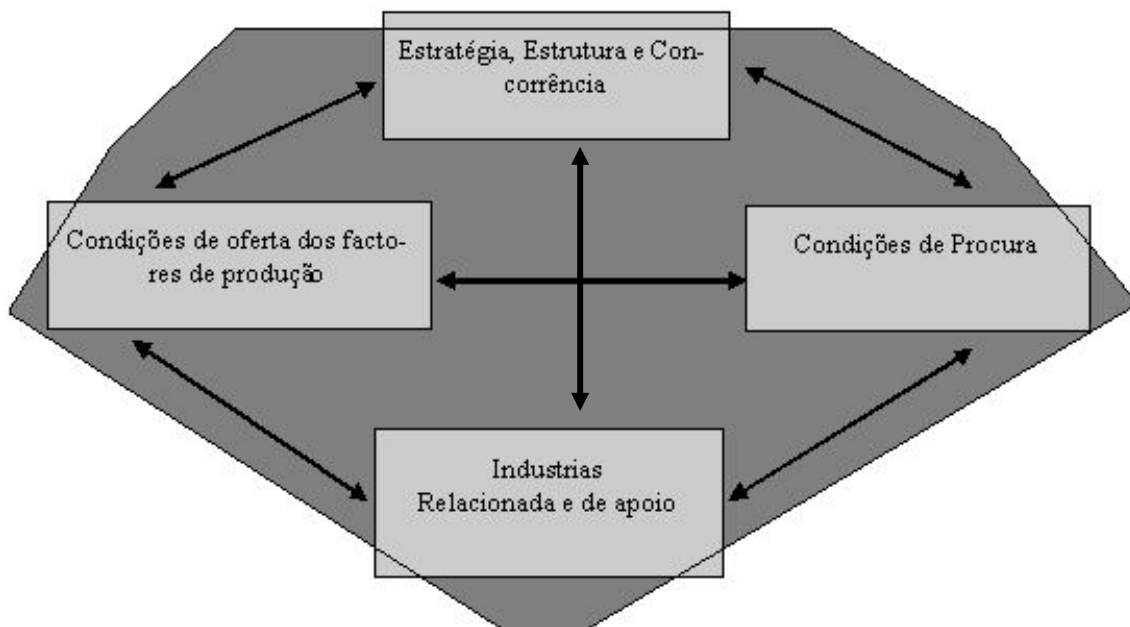 Estratégia, Estrutura e Con-
corrência
Condições de oferta dos facto-
res de produção
Condições de Procura
Industrias
Relacionada e de apoio